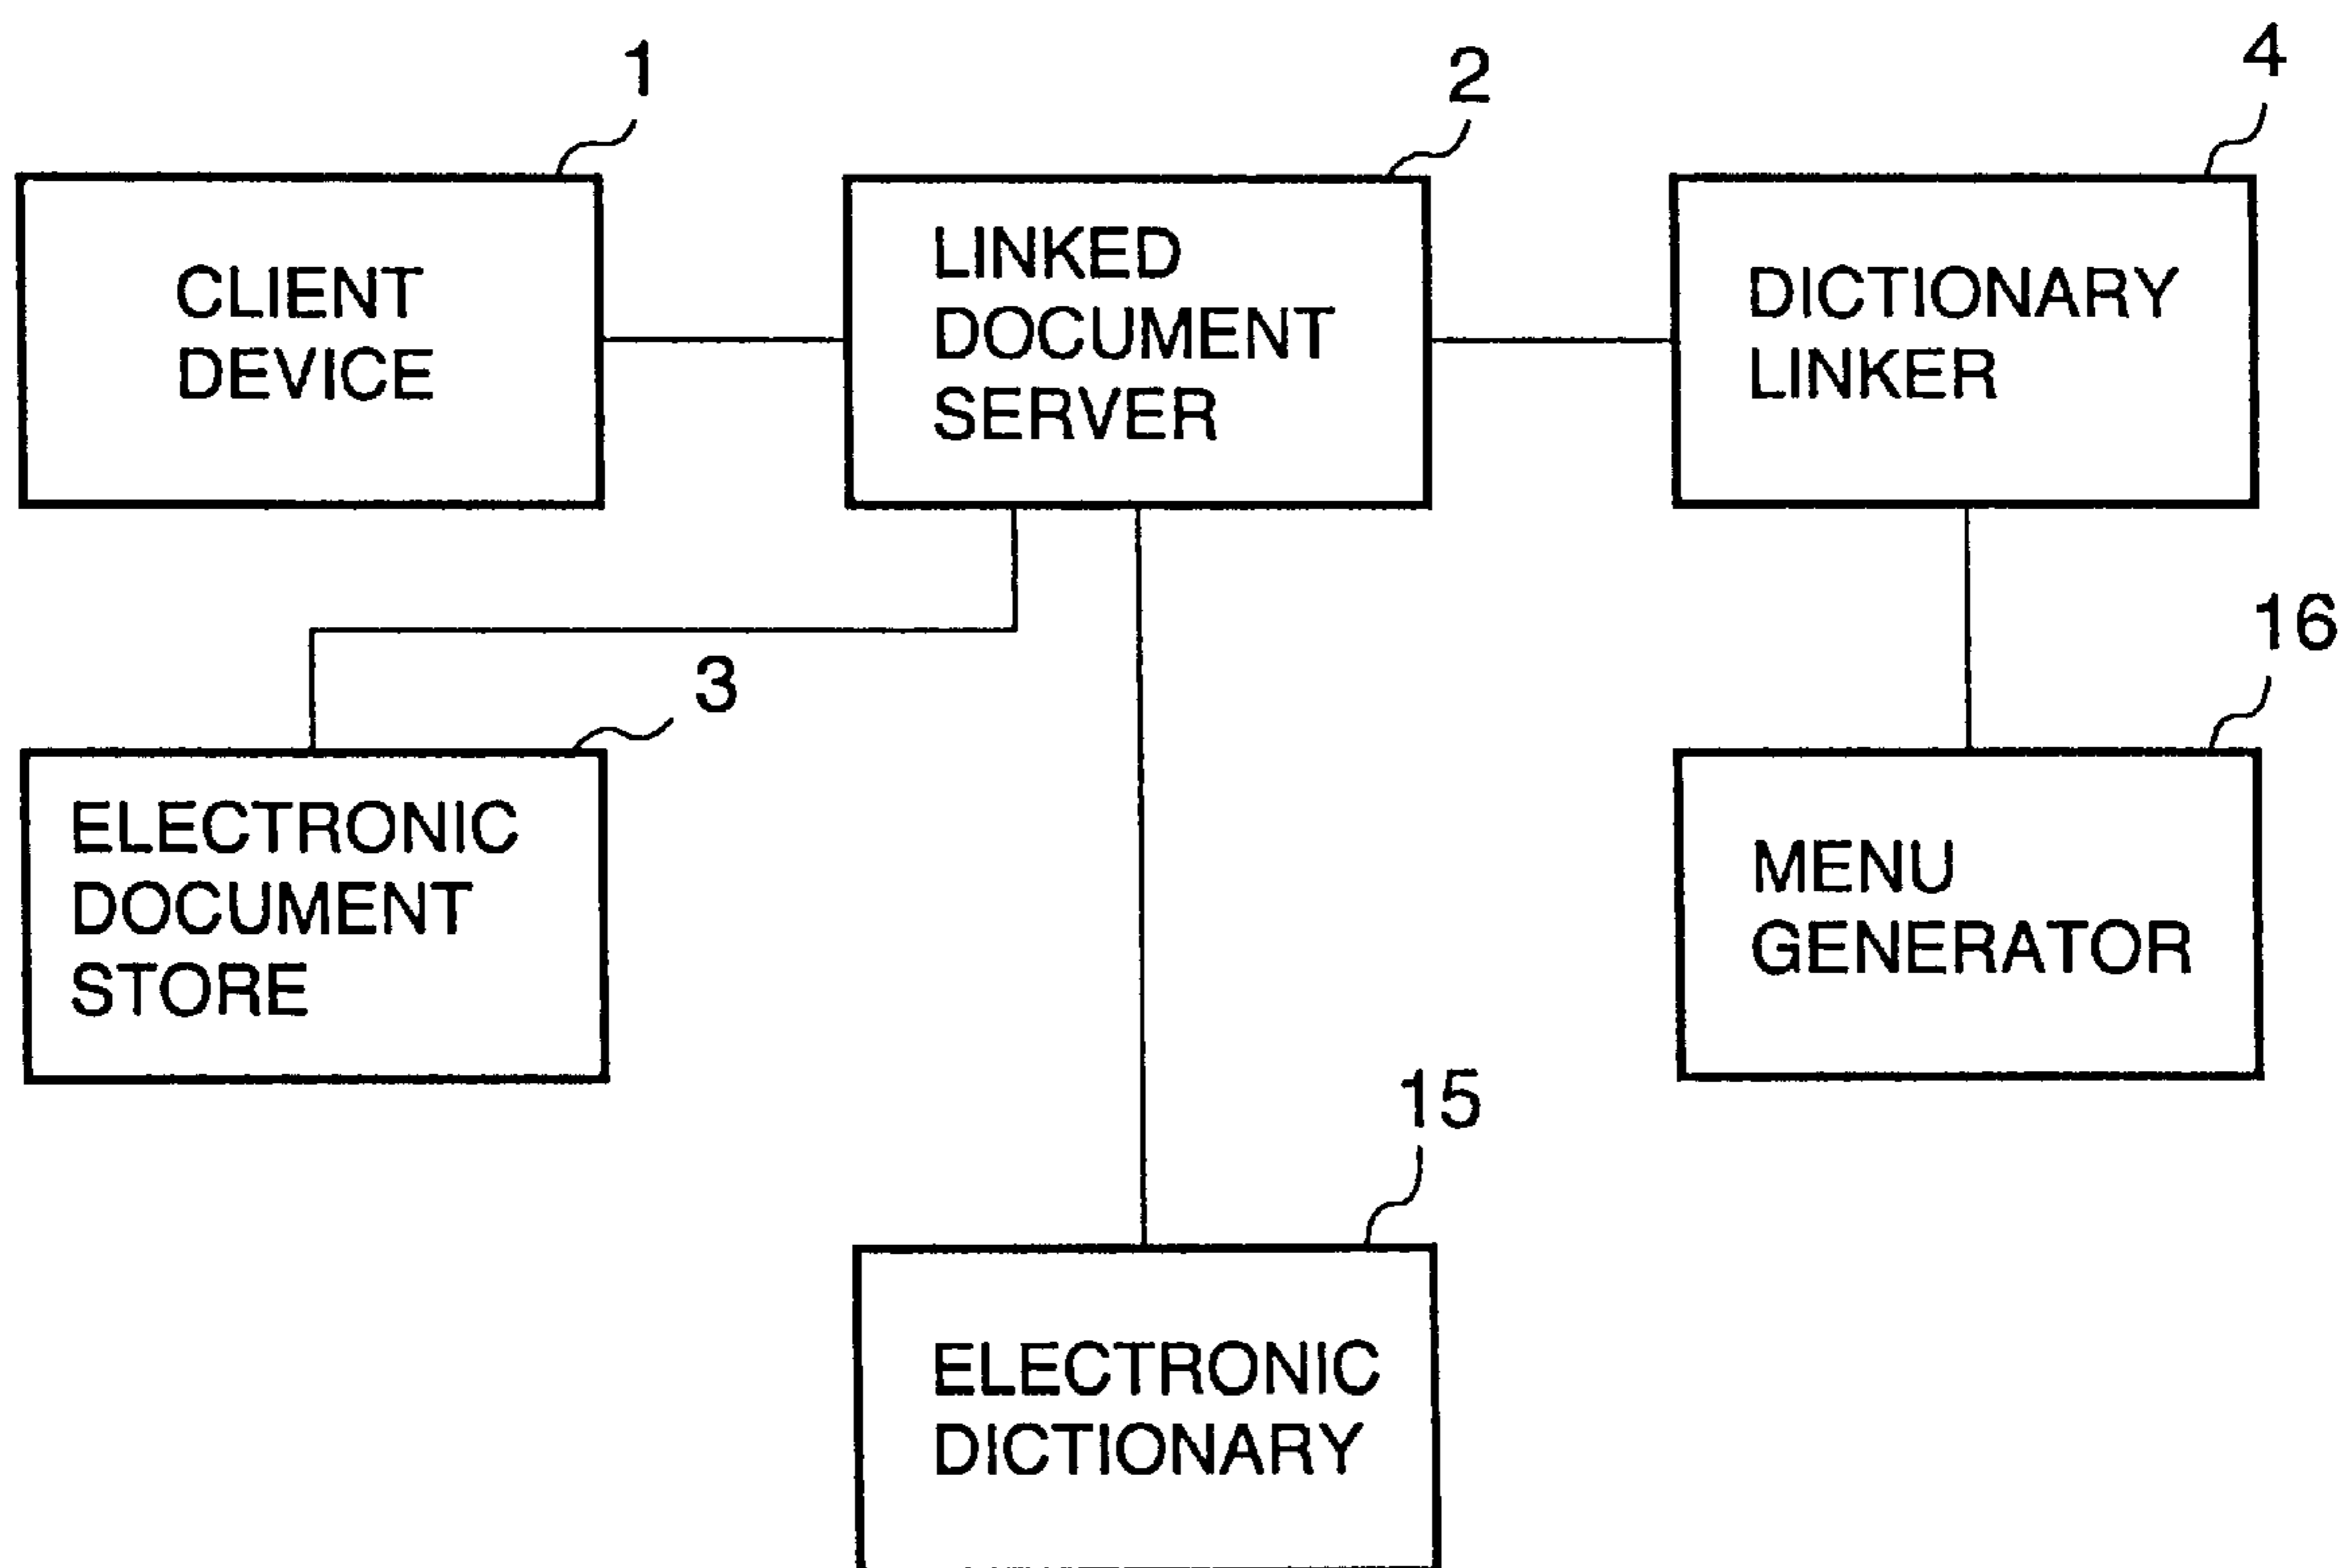 1
2
4
CLIENT
DEVICE
LINKED
DOCUMENT
SERVER
DICTIONARY
LINKER
3
16
ELECTRONIC
DOCUMENT
STORE
MENU
GENERATOR
15
ELECTRONIC
DICTIONARY